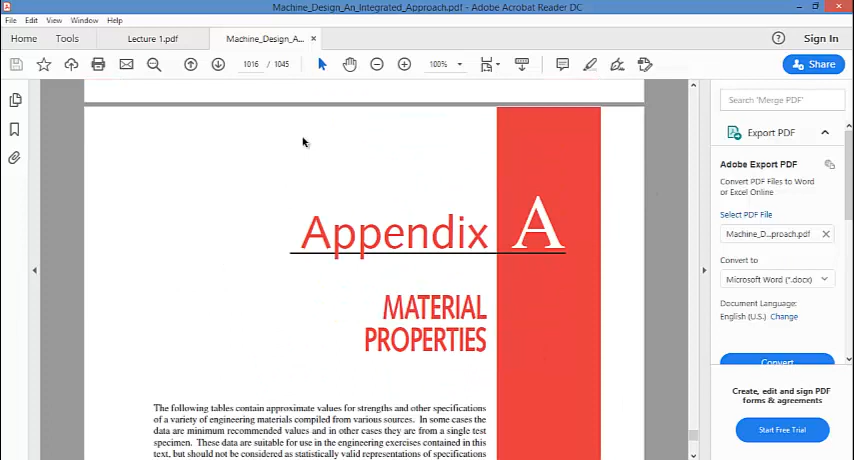 Machine_Design_An_Integrated_Approach.pdf - Adobe Acrobat Reader DC
File Edit View Window Help
Home Tools Lecture 1.pdf Machine_Design_A... × Sign In
1016 / 1045 100% Share
Search 'Merge PDF'
Export PDF
Adobe Export PDF
Convert PDF Files to Word
or Excel Online
Select PDF File
Machine_D...proach.pdf ×
Convert to
Microsoft Word (*.docx)
Document Language:
English (U.S.) Change
Convert
Create, edit and sign PDF
forms & agreements
Start Free Trial
Appendix A
MATERIAL
PROPERTIES
The following tables contain approximate values for strengths and other specifications
of a variety of engineering materials compiled from various sources. In some cases the
data are minimum recommended values and in other cases they are from a single test
specimen. These data are suitable for use in the engineering exercises contained in this
text, but should not be considered as statistically valid representations of specifications